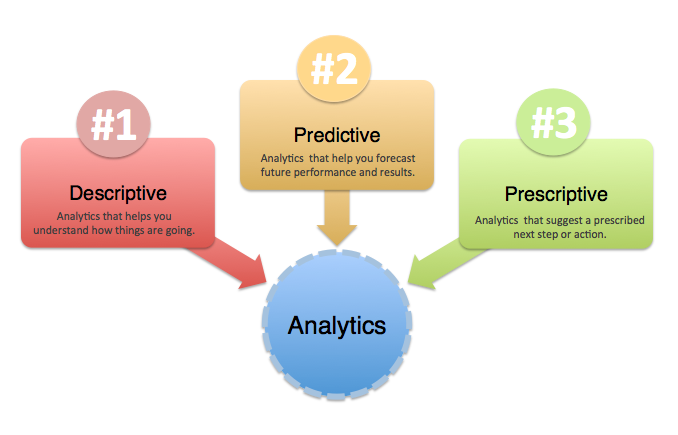 #1
Descriptive
Analytics that helps you
understand how things are going.
#2
Predictive
Analytics that help you forecast
future performance and results.
#3
Prescriptive
Analytics that suggest a prescribed
next step or action.
Analytics